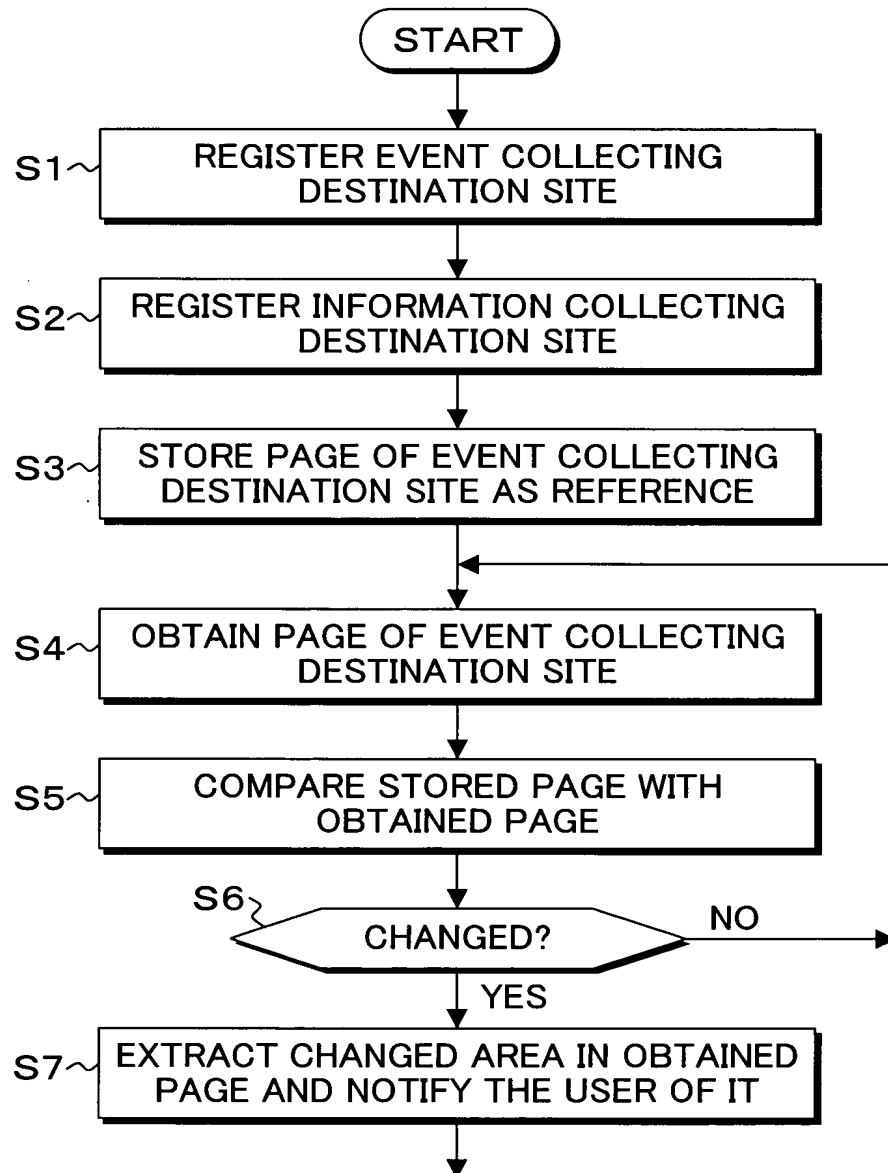 START
S1
REGISTER EVENT COLLECTING
DESTINATION SITE
S2
REGISTER INFORMATION COLLECTING
DESTINATION SITE
S3
STORE PAGE OF EVENT COLLECTING
DESTINATION SITE AS REFERENCE
S4
OBTAIN PAGE OF EVENT COLLECTING
DESTINATION SITE
S5
COMPARE STORED PAGE WITH
OBTAINED PAGE
S6
CHANGED?
NO
YES
S7
EXTRACT CHANGED AREA IN OBTAINED
PAGE AND NOTIFY THE USER OF IT